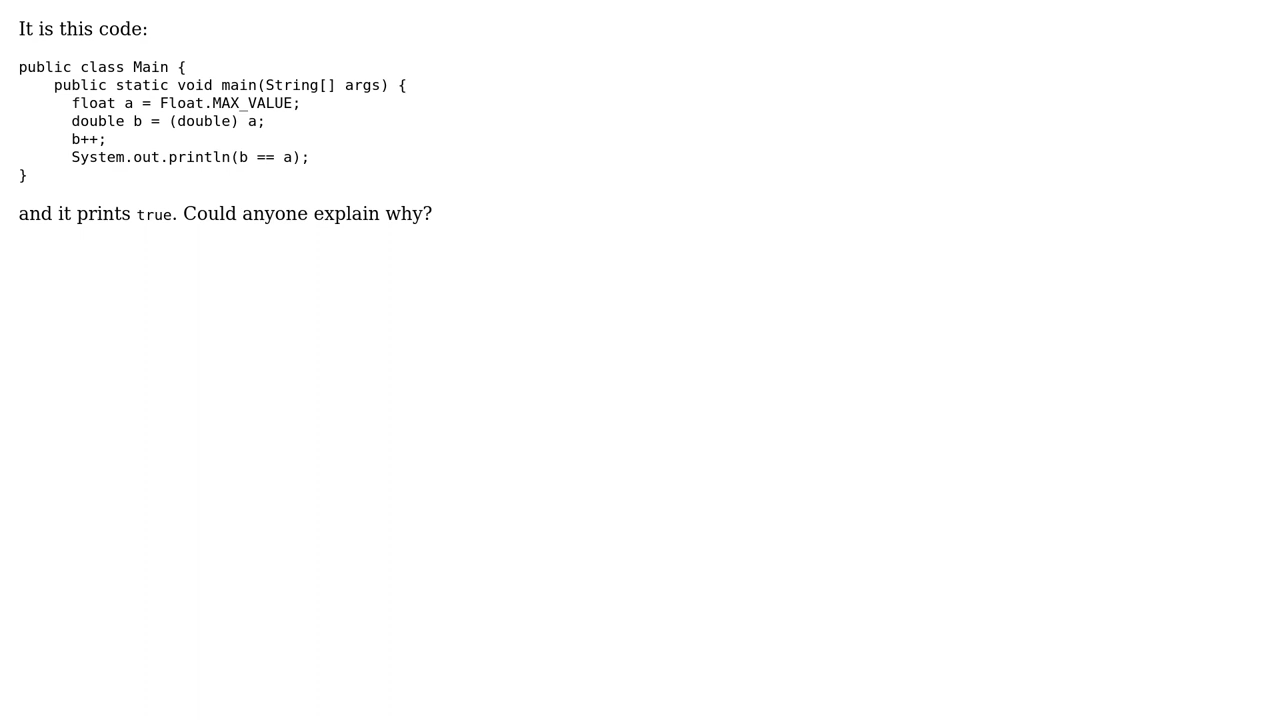 It is this code:
public class Main {
    public static void main(String[] args) {
      float a = Float.MAX_VALUE;
      double b = (double) a;
      b++;
      System.out.println(b == a);
}
and it prints true. Could anyone explain why?